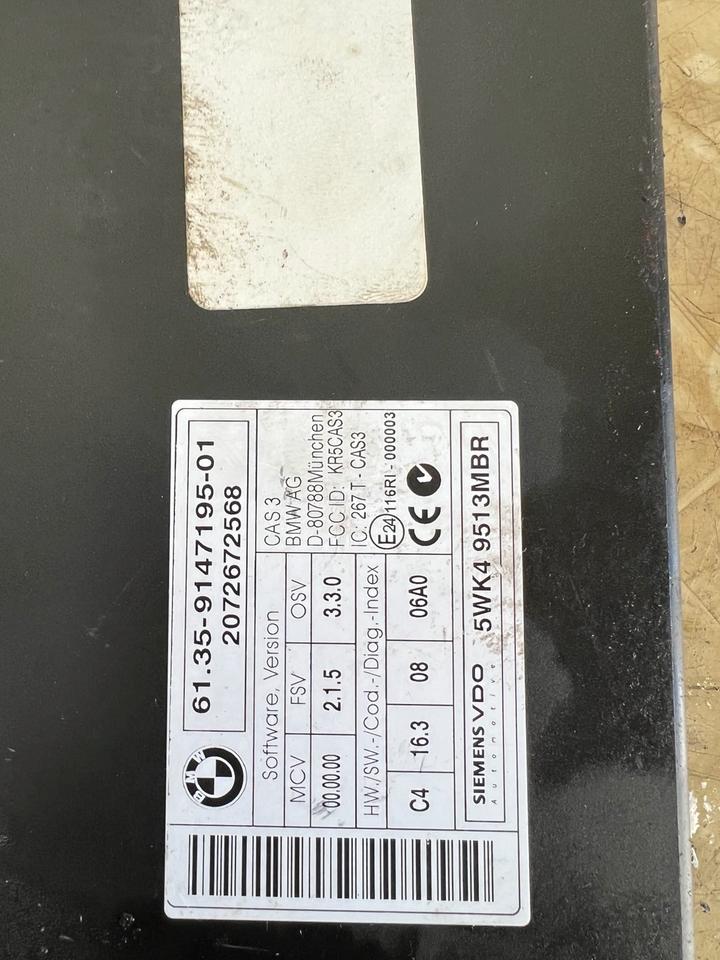 BMW
61.35-9147195-01
2072672568
Software, Version
MCV FSV OSV
00.00.00 2.1.5 3.3.0
CAS 3
BMW AG
D-80788München
FCC ID: KR5CAS3
IC: 267 T - CAS3
HW./SW.-/Cod.-/Diag.-Index
C4 16.3 08 06A0
E24 116RI - 000003
CE
SIEMENS VDO
Automotive
5WK4 9513MBR